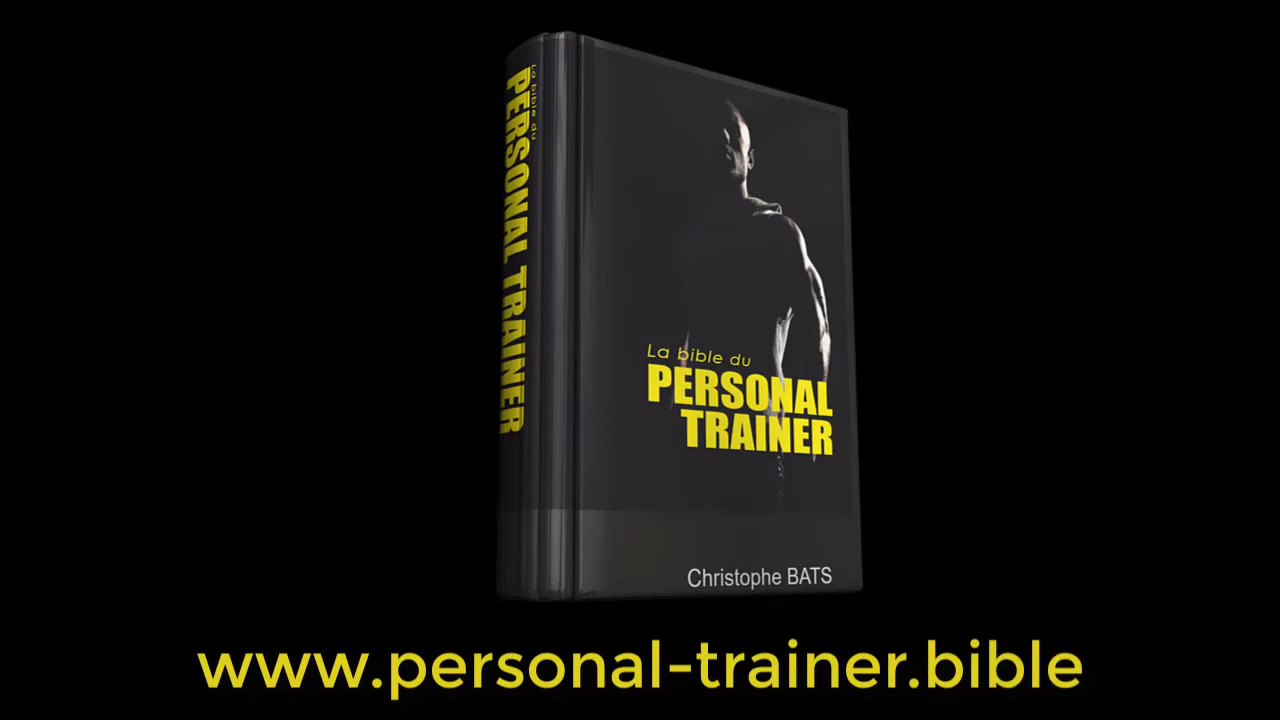 La bible du
PERSONAL TRAINER
La bible du
PERSONAL
TRAINER
Christophe BATS
www.personal-trainer.bible